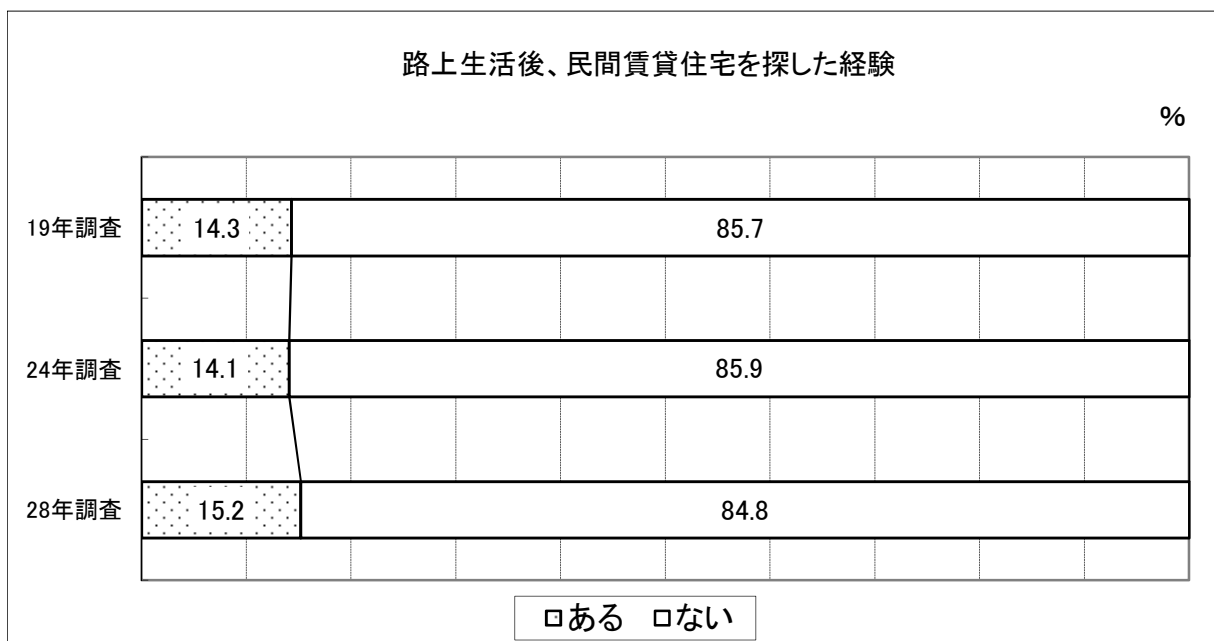 路上生活後、民間賃貸住宅を探した経験
%
19年調査 14.3 85.7
24年調査 14.1 85.9
28年調査 15.2 84.8
ある ない